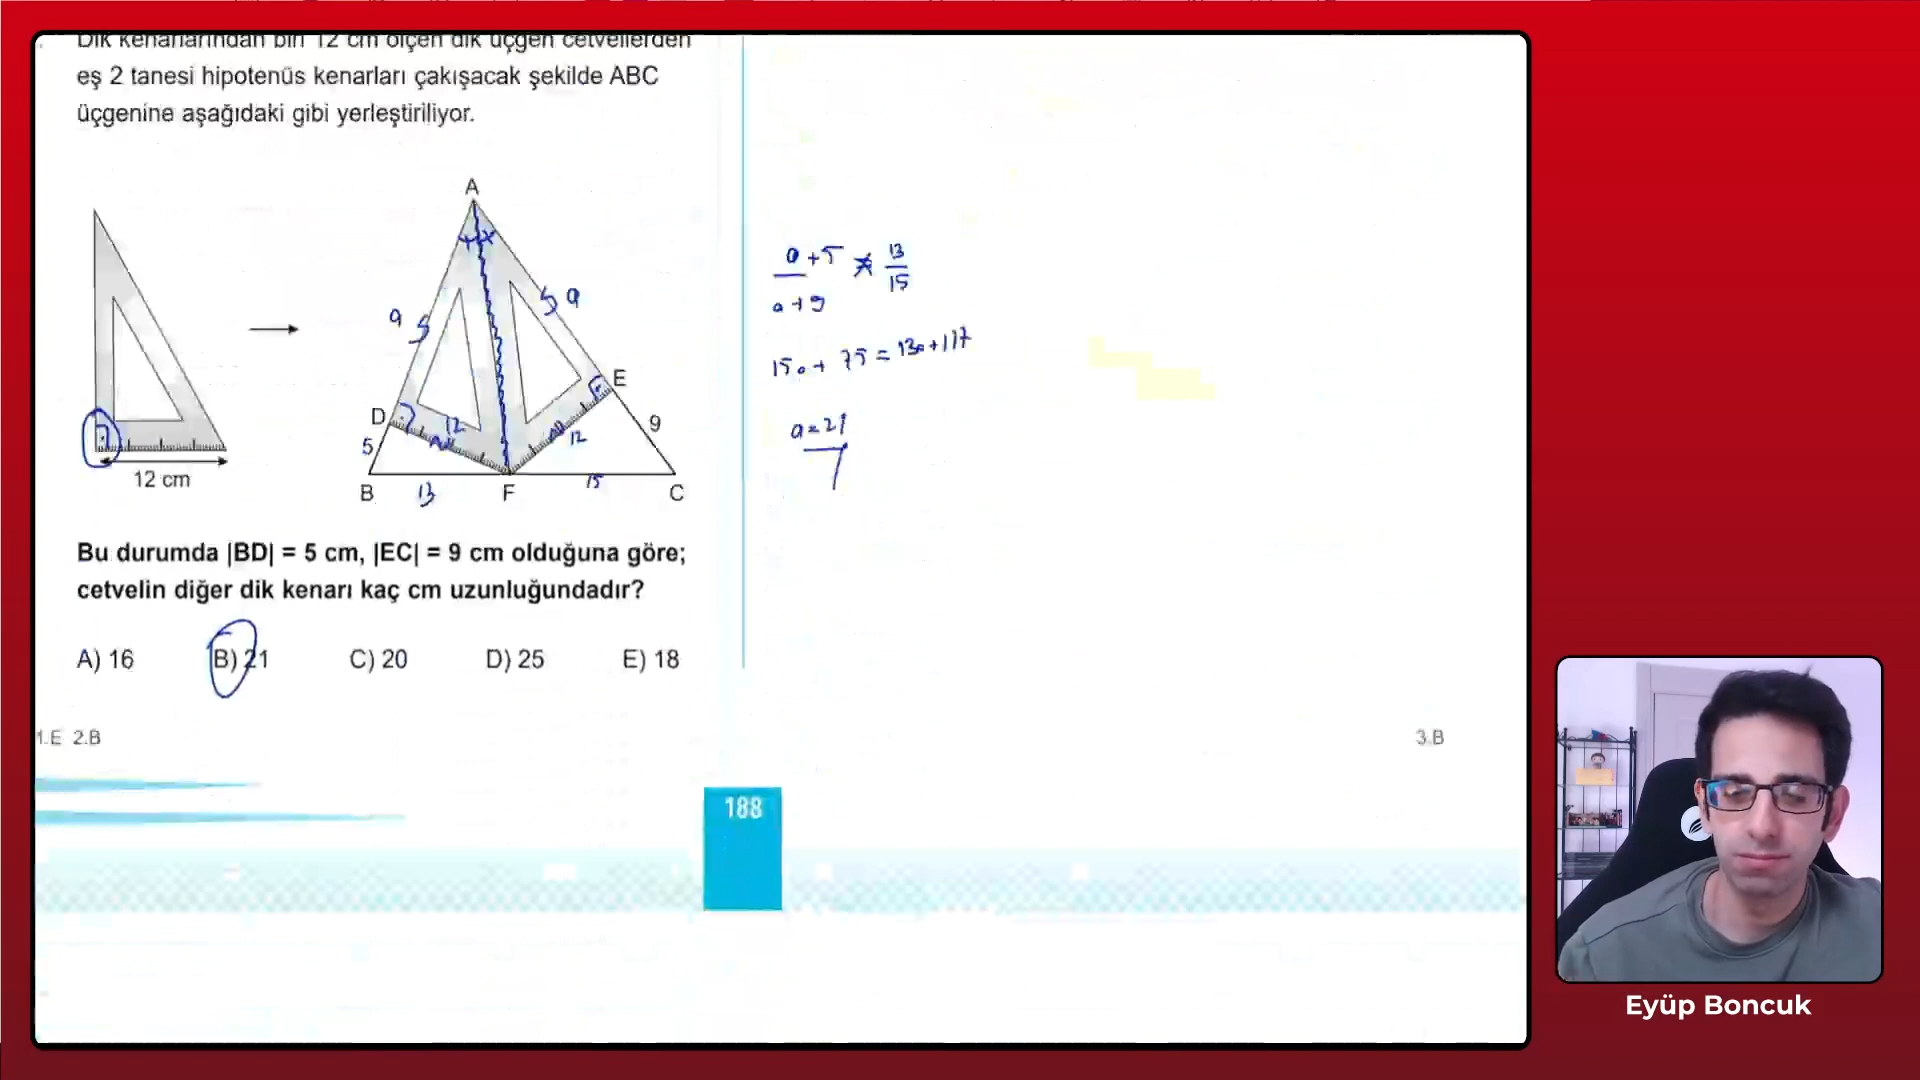 Dik kenarlarından biri 12 cm ölçen dik üçgen cetvellerden
eş 2 tanesi hipotenüs kenarları çakışacak şekilde ABC
üçgenine aşağıdaki gibi yerleştiriliyor.
12 cm
A
a
a
D
E
12
12
5
9
B
13
F
15
C
Bu durumda |BD| = 5 cm, |EC| = 9 cm olduğuna göre;
cetvelin diğer dik kenarı kaç cm uzunluğundadır?
A) 16 B) 21 C) 20 D) 25 E) 18
1.E 2.B
a+5 13
a+9 15
15a+ 75 = 13a+117
a=21
3.B
188
Eyüp Boncuk